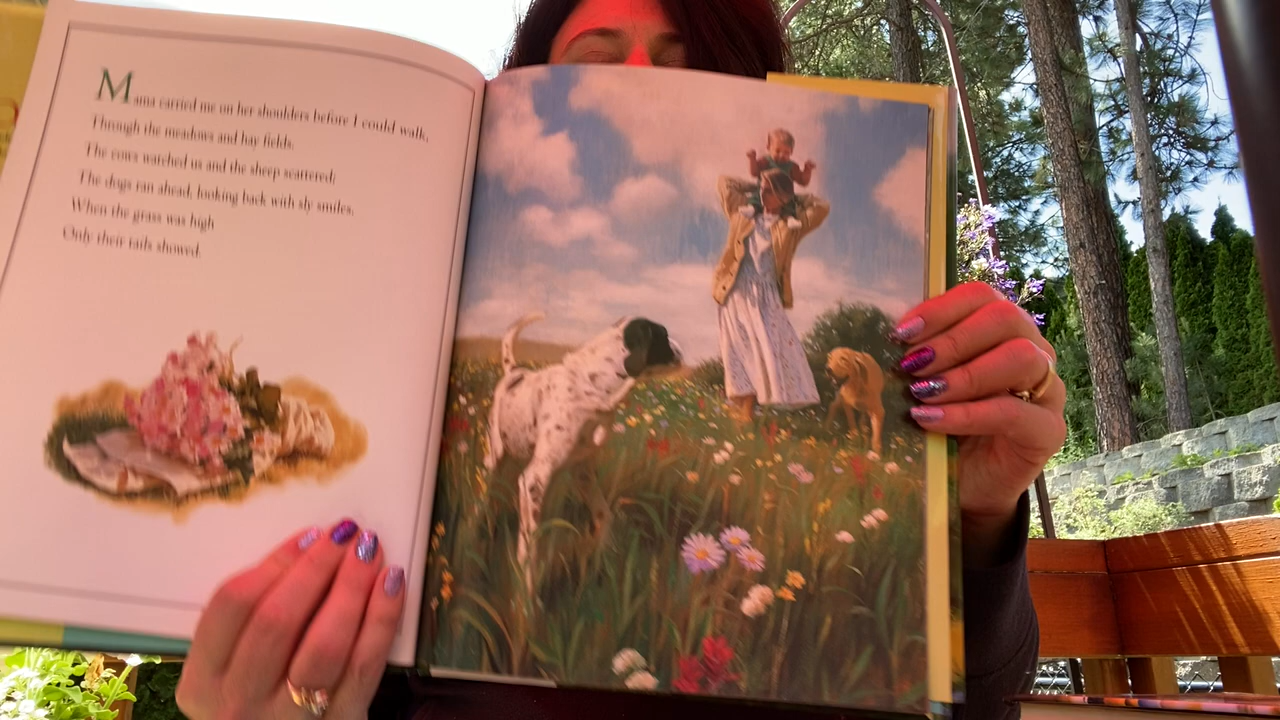 Mama carried me on her shoulders before I could walk,
Through the meadows and hay fields.
The cows watched us and the sheep scattered;
The dogs ran ahead, looking back with sly smiles.
When the grass was high
Only their tails showed.